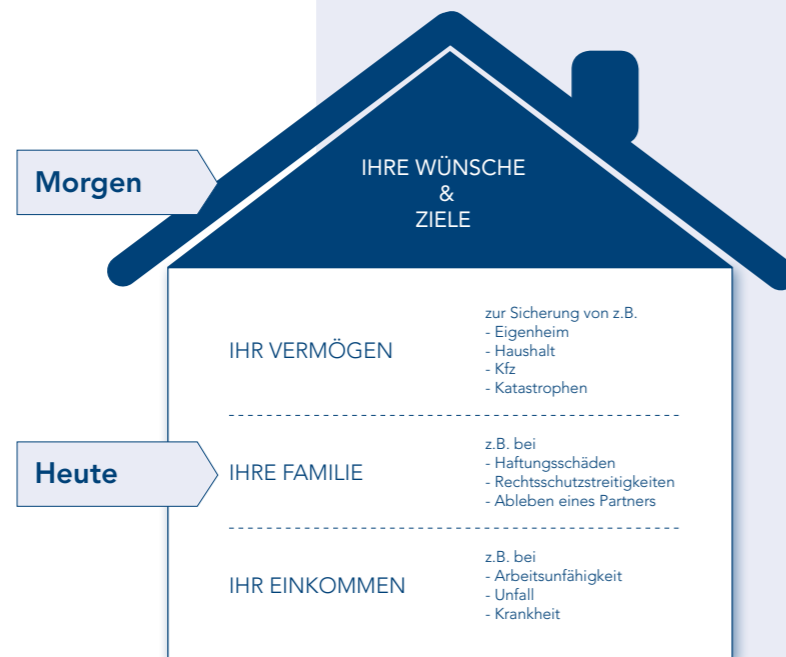 Morgen
IHRE WÜNSCHE
&
ZIELE
IHR VERMÖGEN
zur Sicherung von z.B.
- Eigenheim
- Haushalt
- Kfz
- Katastrophen
Heute
IHRE FAMILIE
z.B. bei
- Haftungsschäden
- Rechtsschutzstreitigkeiten
- Ableben eines Partners
IHR EINKOMMEN
z.B. bei
- Arbeitsunfähigkeit
- Unfall
- Krankheit